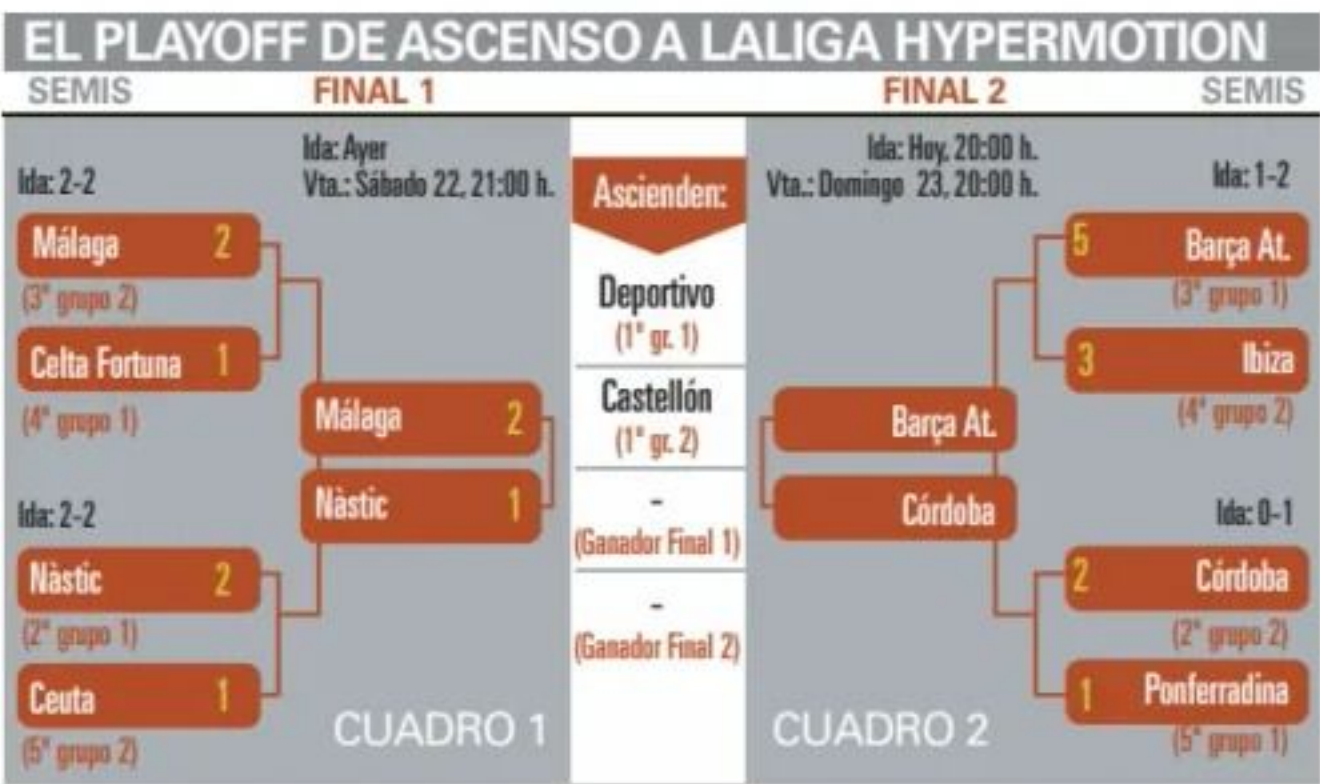 EL PLAYOFF DE ASCENSO A LALIGA HYPERMOTION
SEMIS
FINAL 1
FINAL 2
SEMIS
Ida: 2-2
Ida: Ayer
Vta.: Sábado 22, 21:00 h.
Málaga 2
(3º grupo 2)
Celta Fortuna 1
(4º grupo 1)
Málaga 2
Nàstic 1
Ida: 2-2
Nàstic 2
(2º grupo 1)
Ceuta 1
(5º grupo 2)
CUADRO 1
Ascienden:
Deportivo
(1º gr. 1)
Castellón
(1º gr. 2)
-
(Ganador Final 1)
-
(Ganador Final 2)
Ida: Hoy, 20:00 h.
Vta.: Domingo 23, 20:00 h.
Ida: 1-2
5 Barça At.
(3º grupo 1)
3 Ibiza
(4º grupo 2)
Barça At.
Córdoba
Ida: 0-1
2 Córdoba
(2º grupo 2)
1 Ponferradina
(5º grupo 1)
CUADRO 2